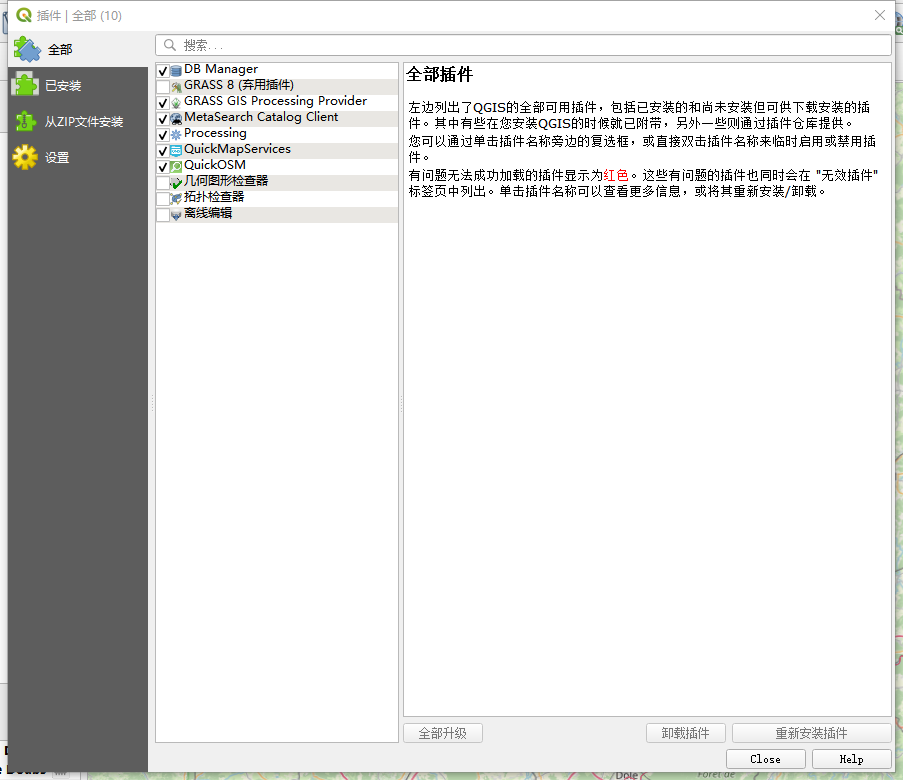 插件 | 全部 (10)
全部
已安装
从ZIP文件安装
设置
搜索...
DB Manager
GRASS 8 (弃用插件)
GRASS GIS Processing Provider
MetaSearch Catalog Client
Processing
QuickMapServices
QuickOSM
几何图形检查器
拓扑检查器
离线编辑
全部插件
左边列出了QGIS的全部可用插件，包括已安装的和尚未安装但可供下载安装的插
件。其中有些在您安装QGIS的时候就已附带，另外一些则通过插件仓库提供。
您可以通过单击插件名称旁边的复选框，或直接双击插件名称来临时启用或禁用插
件。
有问题无法成功加载的插件显示为红色。这些有问题的插件也同时会在 "无效插件"
标签页中列出。单击插件名称可以查看更多信息，或将其重新安装/卸载。
全部升级
卸载插件
重新安装插件
Close
Help
Dole